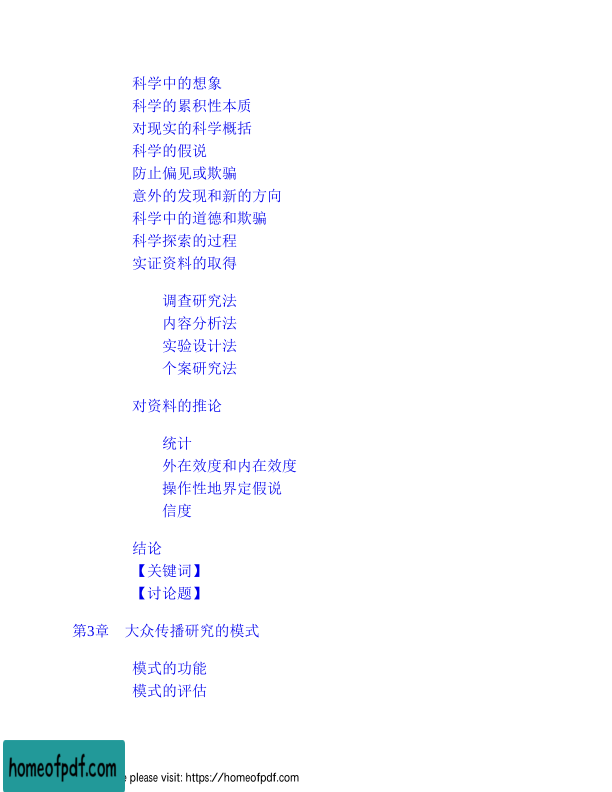 科学中的想象
科学的累积性本质
对现实的科学概括
科学的假说
防止偏见或欺骗
意外的发现和新的方向
科学中的道德和欺骗
科学探索的过程
实证资料的取得
调查研究法
内容分析法
实验设计法
个案研究法
对资料的推论
统计
外在效度和内在效度
操作性地界定假说
信度
结论
【关键词】
【讨论题】
第3章 大众传播研究的模式
模式的功能
模式的评估
homeofpdf.com
please visit: https://homeofpdf.com